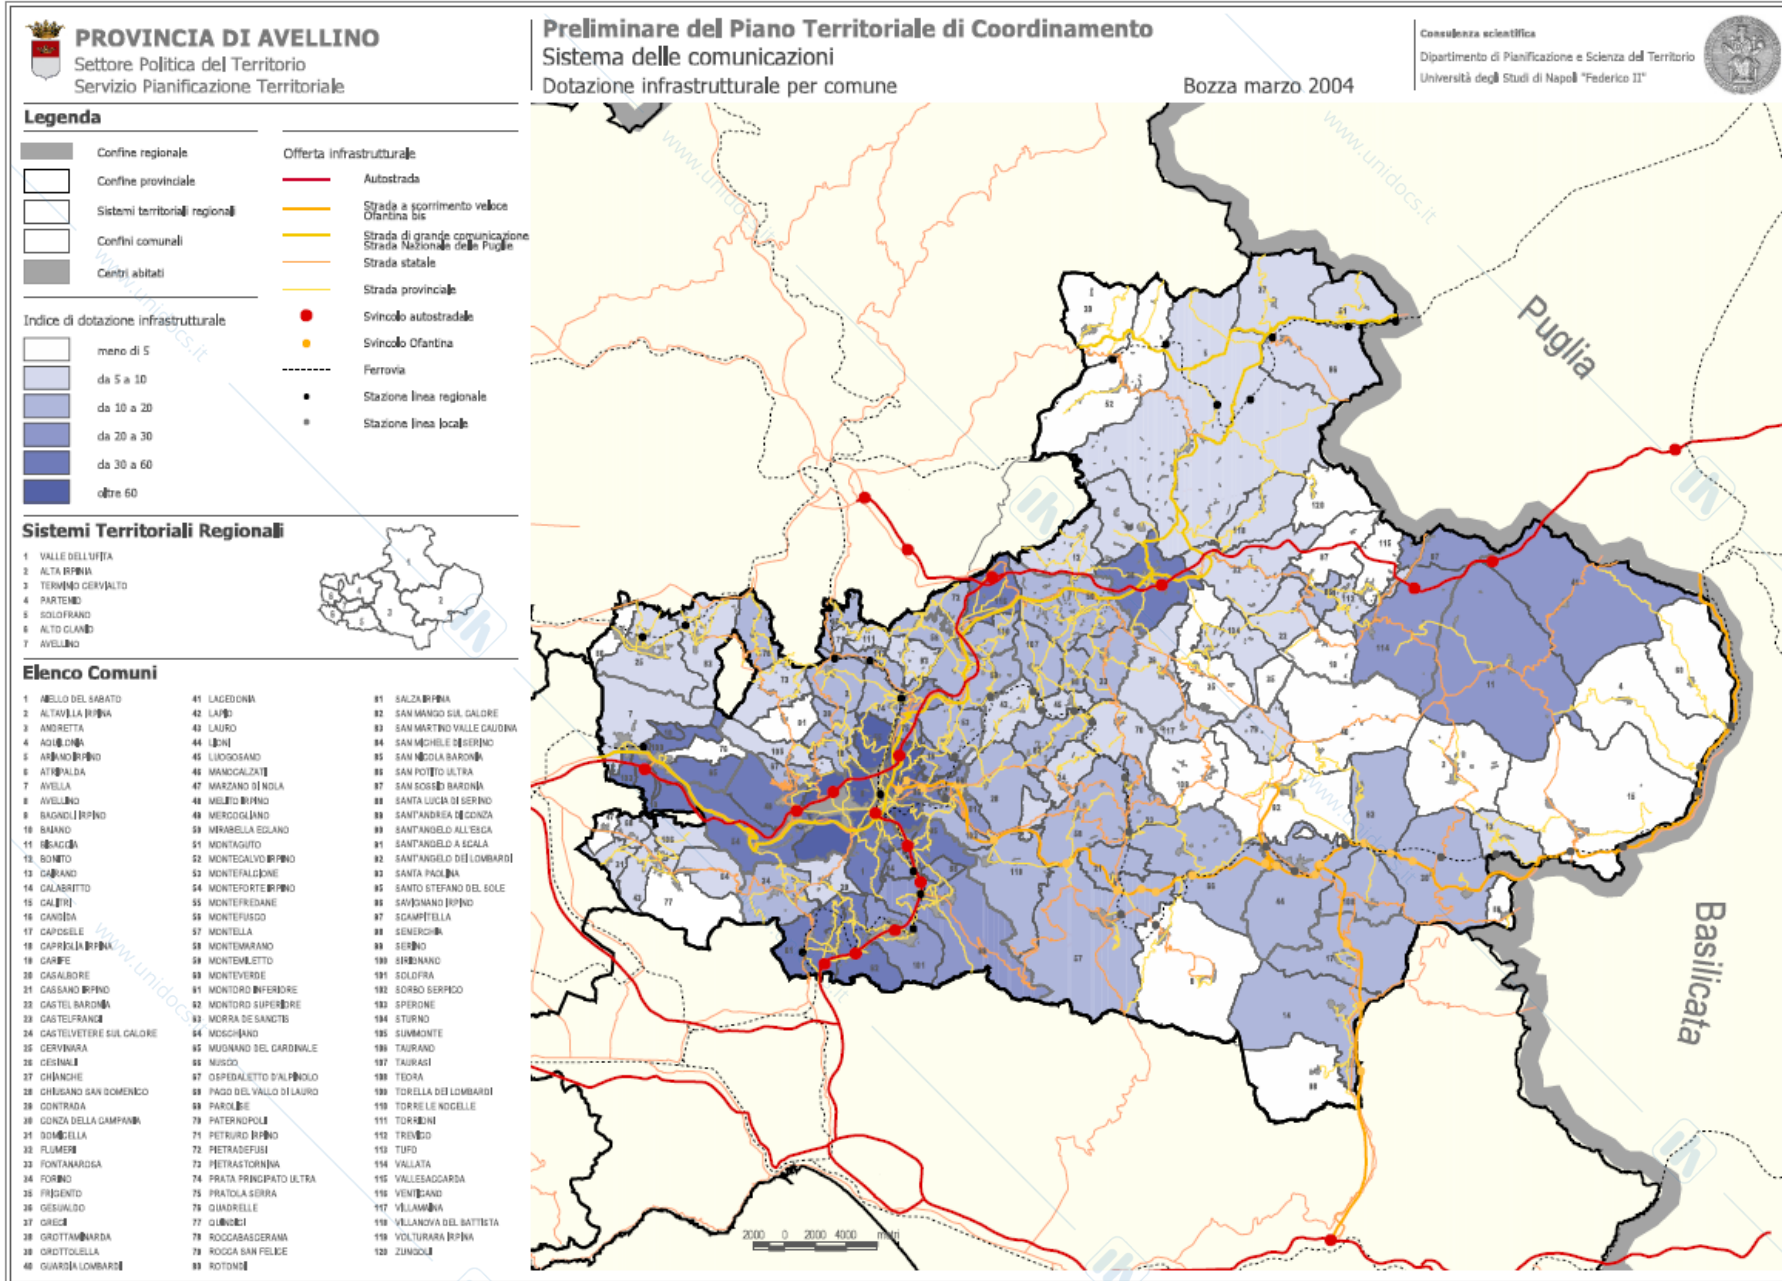 PROVINCIA DI AVELLINO
Settore Politica del Territorio
Servizio Pianificazione Territoriale
Preliminare del Piano Territoriale di Coordinamento
Sistema delle comunicazioni
Dotazione infrastrutturale per comune
Bozza marzo 2004
Consulenza scientifica
Dipartimento di Pianificazione e Scienza del Territorio
Università degli Studi di Napoli "Federico II"
Legenda
Confine regionale
Confine provinciale
Sistemi territoriali regionali
Confini comunali
Centri abitati
Offerta infrastrutturale
Autostrada
Strada a scorrimento veloce
Ofantina bis
Strada di grande comunicazione
Strada Nazionale delle Puglie
Strada statale
Strada provinciale
Svincolo autostradale
Svincolo Ofantina
Ferrovia
Stazione linea regionale
Stazione linea locale
Indice di dotazione infrastrutturale
meno di 5
da 5 a 10
da 10 a 20
da 20 a 30
da 30 a 60
oltre 60
Sistemi Territoriali Regionali
1 VALLE DELL'UFITA
2 ALTA IRPINIA
3 TERMINIO CERVIALTO
4 PARTENIO
5 SOLOFRANO
6 ALTO CLANIO
7 AVELLINO
Elenco Comuni
1 AIELLO DEL SABATO
2 ALTAVILLA IRPINA
3 ANDRETTA
4 AQUILONIA
5 ARIANO IRPINO
6 ATRIPALDA
7 AVELLA
8 AVELLINO
9 BAGNOLI IRPINO
10 BAIANO
11 BISACCIA
12 BONITO
13 CAIRANO
14 CALABRITTO
15 CALITRI
16 CANDIDA
17 CAPOSELE
18 CAPRIGLIA IRPINA
19 CARIFE
20 CASALBORE
21 CASSANO IRPINO
22 CASTEL BARONIA
23 CASTELFRANCI
24 CASTELVETERE SUL CALORE
25 CERVINARA
26 CESINALI
27 CHIANCHE
28 CHIUSANO SAN DOMENICO
29 CONTRADA
30 CONZA DELLA CAMPANIA
31 DOMICELLA
32 FLUMERI
33 FONTANAROSA
34 FORINO
35 FRIGENTO
36 GESUALDO
37 GRECI
38 GROTTAMINARDA
39 GROTTOLELLA
40 GUARDIA LOMBARDI
41 LACEDONIA
42 LAPIO
43 LAURO
44 LIONI
45 LUOGOSANO
46 MANOCALZATI
47 MARZANO DI NOLA
48 MELITO IRPINO
49 MERCOGLIANO
50 MIRABELLA ECLANO
51 MONTAGUTO
52 MONTECALVO IRPINO
53 MONTEFALCIONE
54 MONTEFORTE IRPINO
55 MONTEFREDANE
56 MONTEFUSCO
57 MONTELLA
58 MONTEMARANO
59 MONTEMILETTO
60 MONTEVERDE
61 MONTORO INFERIORE
62 MONTORO SUPERIORE
63 MORRA DE SANCTIS
64 MOSCHIANO
65 MUGNANO DEL CARDINALE
66 NUSCO
67 OSPEDALETTO D'ALPINOLO
68 PAGO DEL VALLO DI LAURO
69 PAROLISE
70 PATERNOPOLI
71 PETRURO IRPINO
72 PIETRADEFUSI
73 PIETRASTORNINA
74 PRATA PRINCIPATO ULTRA
75 PRATOLA SERRA
76 QUADRELLE
77 QUINDICI
78 ROCCABASCERANA
79 ROCCA SAN FELICE
80 ROTONDI
81 SALZA IRPINA
82 SAN MANGO SUL CALORE
83 SAN MARTINO VALLE CAUDINA
84 SAN MICHELE DI SERINO
85 SAN NICOLA BARONIA
86 SAN POTITO ULTRA
87 SAN SOSSIO BARONIA
88 SANTA LUCIA DI SERINO
89 SANT'ANDREA DI CONZA
90 SANT'ANGELO ALL'ESCA
91 SANT'ANGELO A SCALA
92 SANT'ANGELO DEI LOMBARDI
93 SANTA PAOLINA
95 SANTO STEFANO DEL SOLE
96 SAVIGNANO IRPINO
97 SCAMPITELLA
98 SENERCHIA
99 SERINO
100 SIRIGNANO
101 SOLOFRA
102 SORBO SERPICO
103 SPERONE
104 STURNO
105 SUMMONTE
106 TAURANO
107 TAURASI
108 TEORA
109 TORELLA DEI LOMBARDI
110 TORRE LE NOCELLE
111 TORRIONI
112 TREVICO
113 TUFO
114 VALLATA
115 VALLESACCARDA
116 VENTICANO
117 VILLAMAINA
118 VILLANOVA DEL BATTISTA
119 VOLTURARA IRPINA
120 ZUNGOLI
Puglia
Basilicata
2000 0 2000 4000 metri
www.unidocs.it
www.unidocs.it
www.unidocs.it
www.unidocs.it
www.unidocs.it